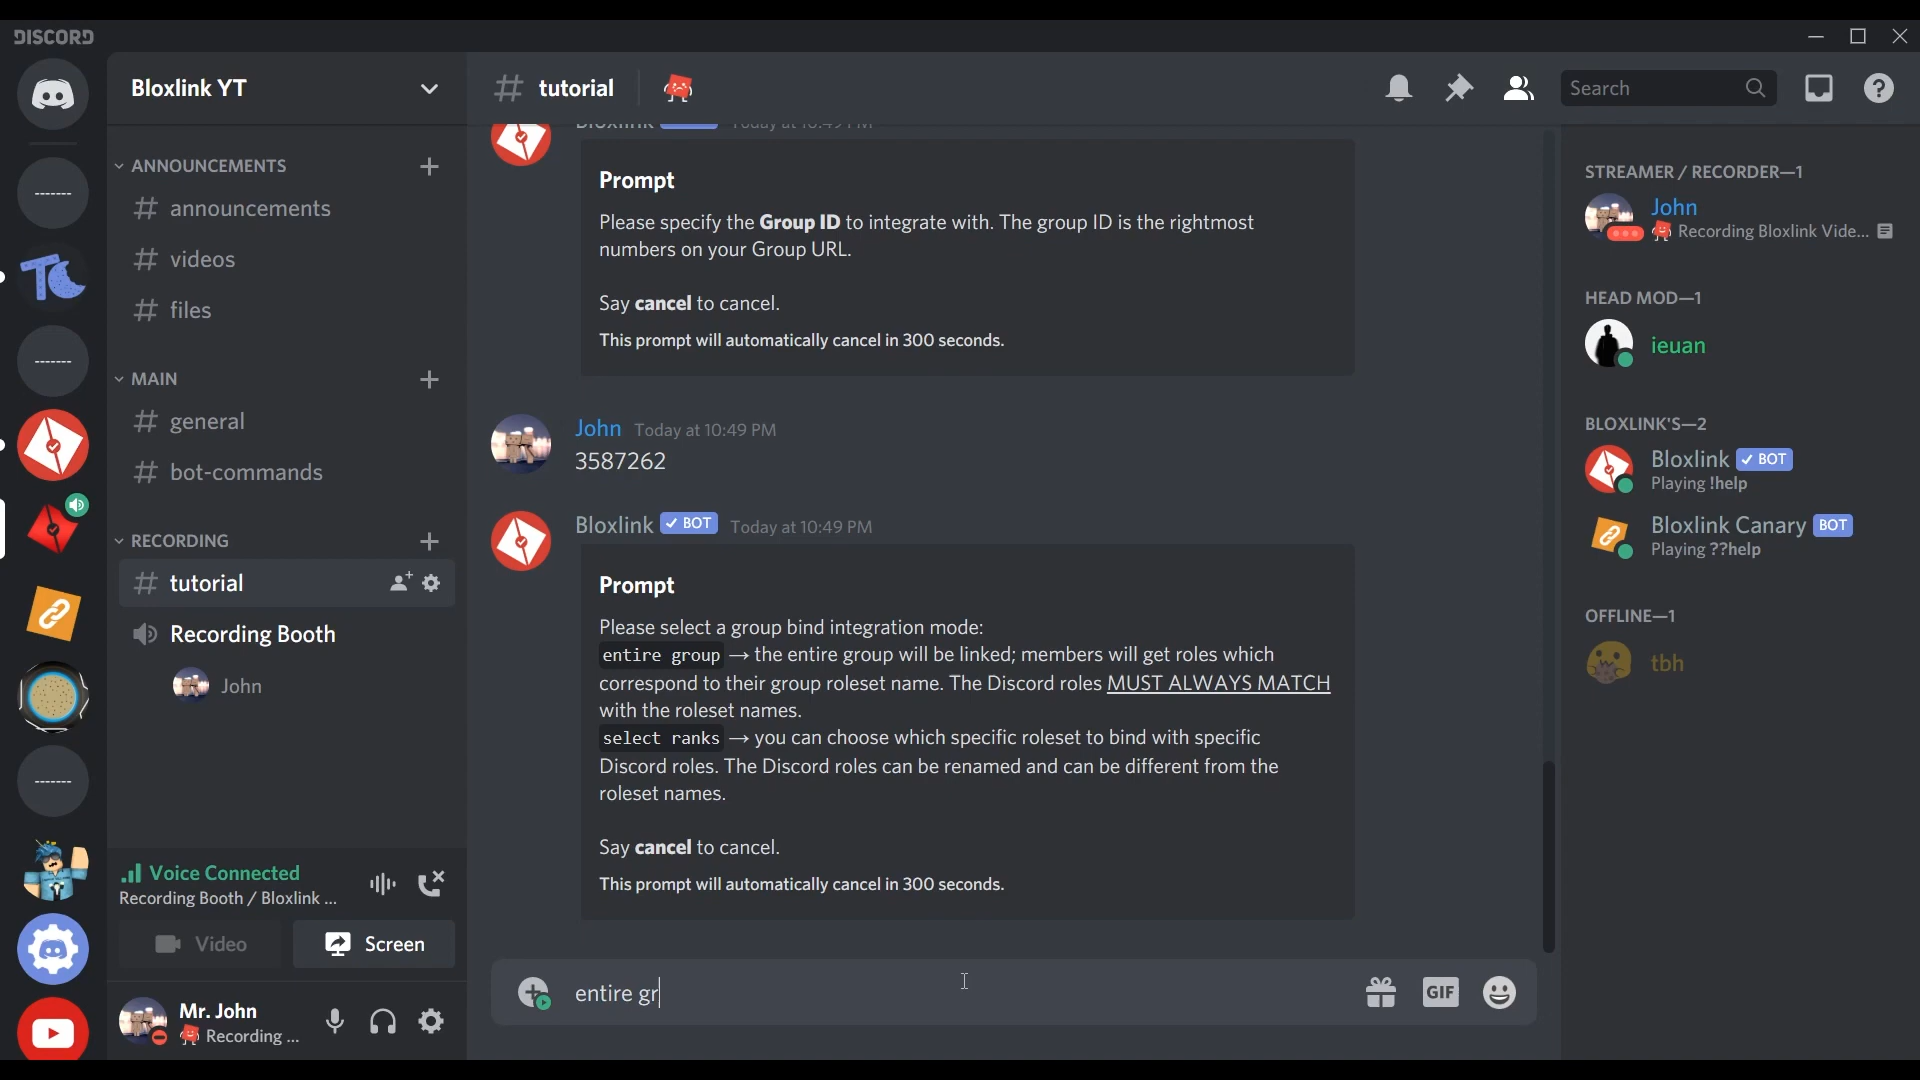 DISCORD
Bloxlink YT
ANNOUNCEMENTS
announcements
videos
files
MAIN
general
bot-commands
RECORDING
tutorial
Recording Booth
John
Voice Connected
Recording Booth / Bloxlink ...
Video
Screen
Mr. John
Recording ...
tutorial
Search
Bloxlink
Today at 10:49 PM
Prompt
Please specify the Group ID to integrate with. The group ID is the rightmost
numbers on your Group URL.
Say cancel to cancel.
This prompt will automatically cancel in 300 seconds.
John Today at 10:49 PM
3587262
Bloxlink ✓ BOT Today at 10:49 PM
Prompt
Please select a group bind integration mode:
entire group → the entire group will be linked; members will get roles which
correspond to their group roleset name. The Discord roles MUST ALWAYS MATCH
with the roleset names.
select ranks → you can choose which specific roleset to bind with specific
Discord roles. The Discord roles can be renamed and can be different from the
roleset names.
Say cancel to cancel.
This prompt will automatically cancel in 300 seconds.
entire gr
GIF
STREAMER / RECORDER—1
John
Recording Bloxlink Vide...
HEAD MOD—1
ieuan
BLOXLINK'S—2
Bloxlink ✓ BOT
Playing !help
Bloxlink Canary BOT
Playing ??help
OFFLINE—1
tbh